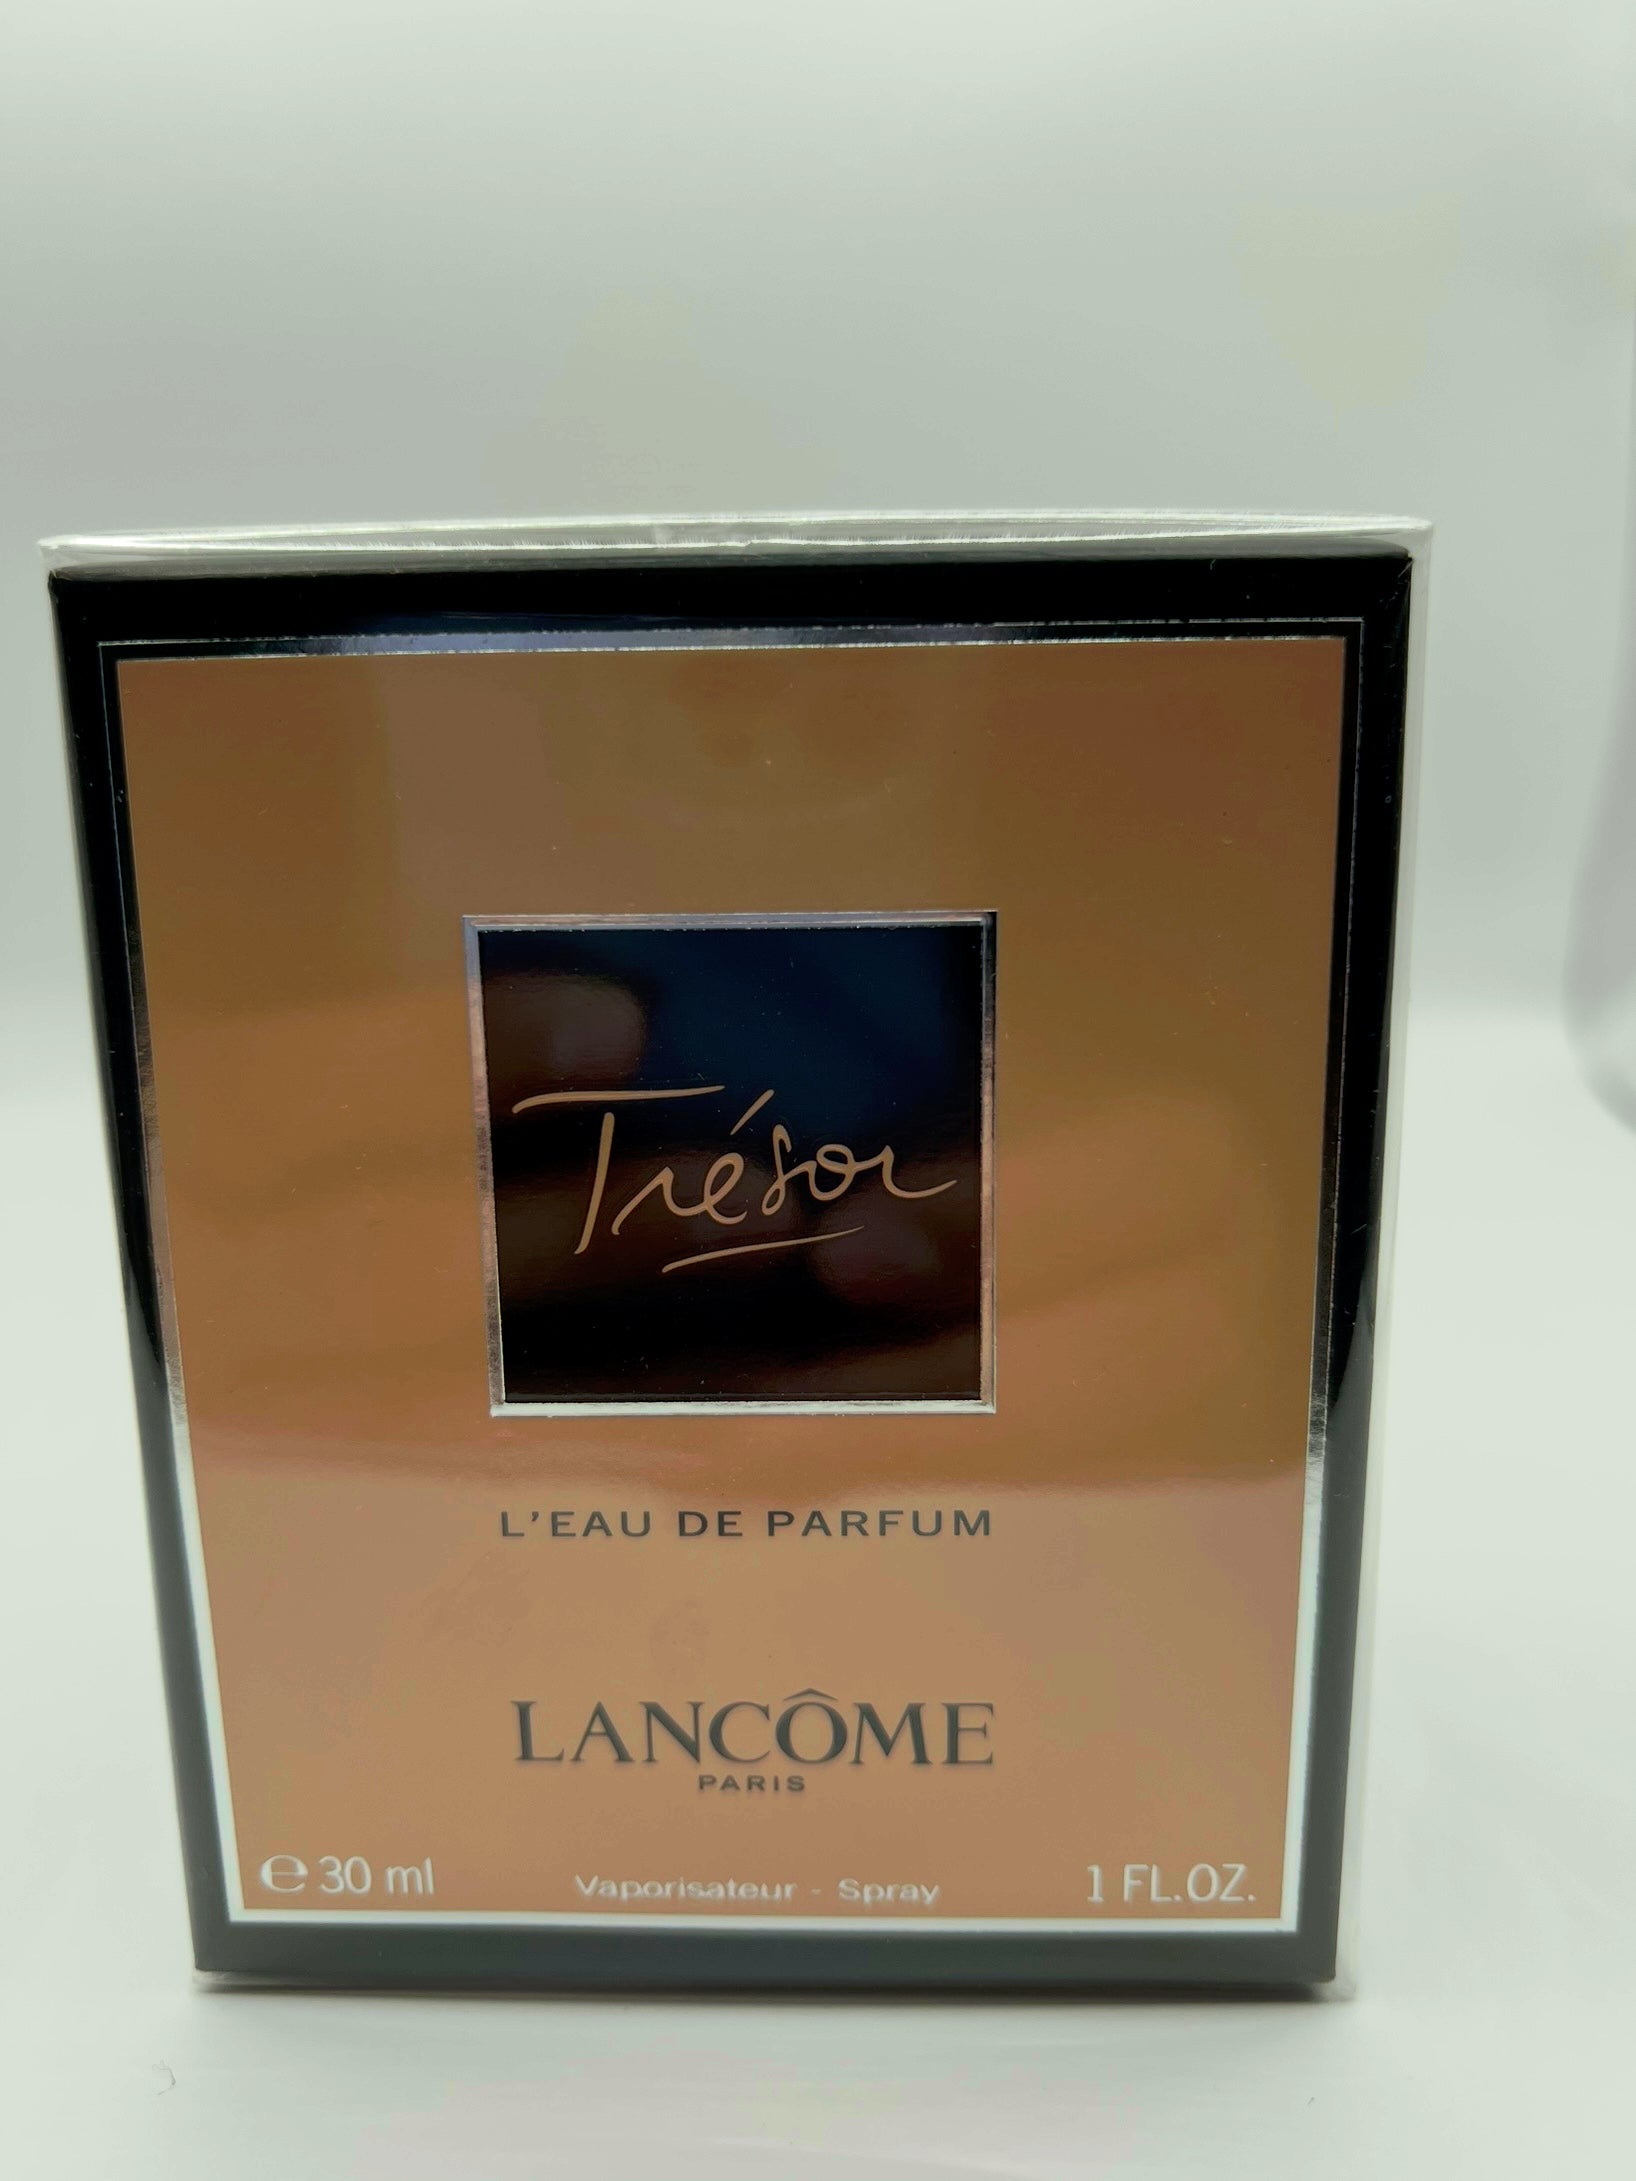 Trésor
L'EAU DE PARFUM
LANCÔME
PARIS
℮ 30 ml Vaporisateur - Spray 1 FL.OZ.